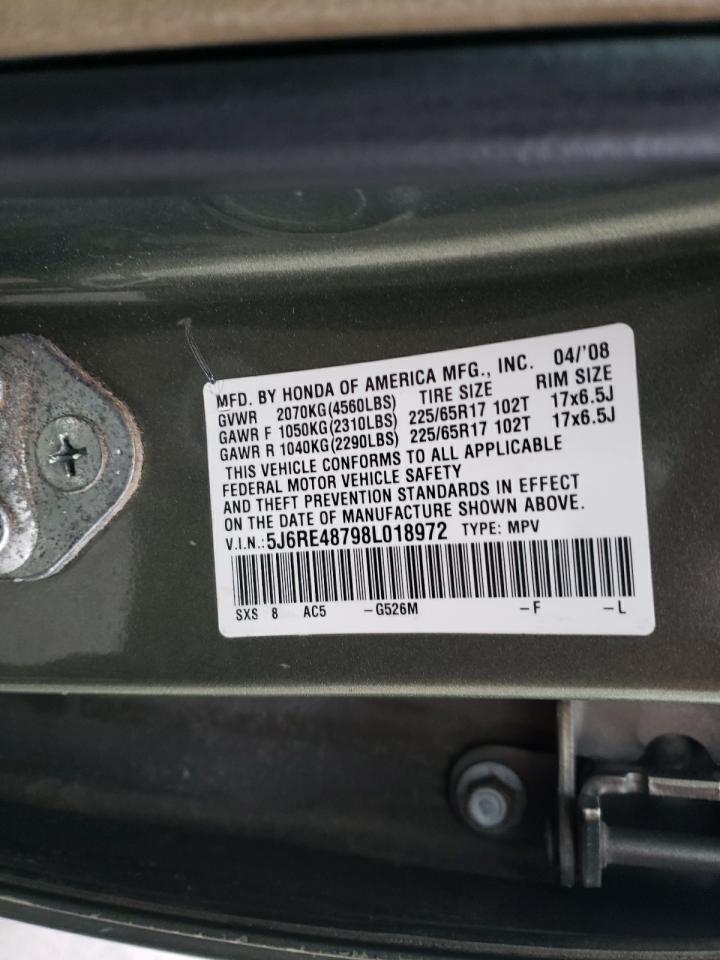 MFD. BY HONDA OF AMERICA MFG., INC. 04/'08
GVWR 2070KG(4560LBS) TIRE SIZE RIM SIZE
GAWR F 1050KG(2310LBS) 225/65R17 102T 17x6.5J
GAWR R 1040KG(2290LBS) 225/65R17 102T 17x6.5J
THIS VEHICLE CONFORMS TO ALL APPLICABLE
FEDERAL MOTOR VEHICLE SAFETY
AND THEFT PREVENTION STANDARDS IN EFFECT
ON THE DATE OF MANUFACTURE SHOWN ABOVE.
V.I.N.:5J6RE48798L018972 TYPE: MPV
SXS 8 AC5 -G526M -F -L